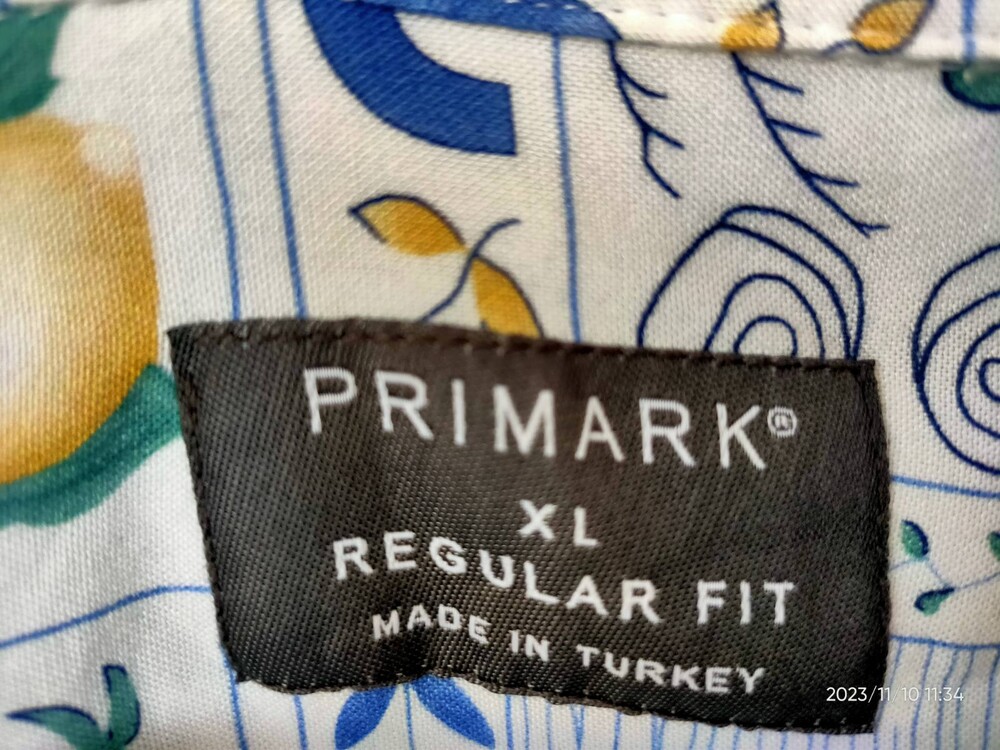 PRIMARK®
XL
REGULAR FIT
MADE IN TURKEY
2023/11/10 11:34